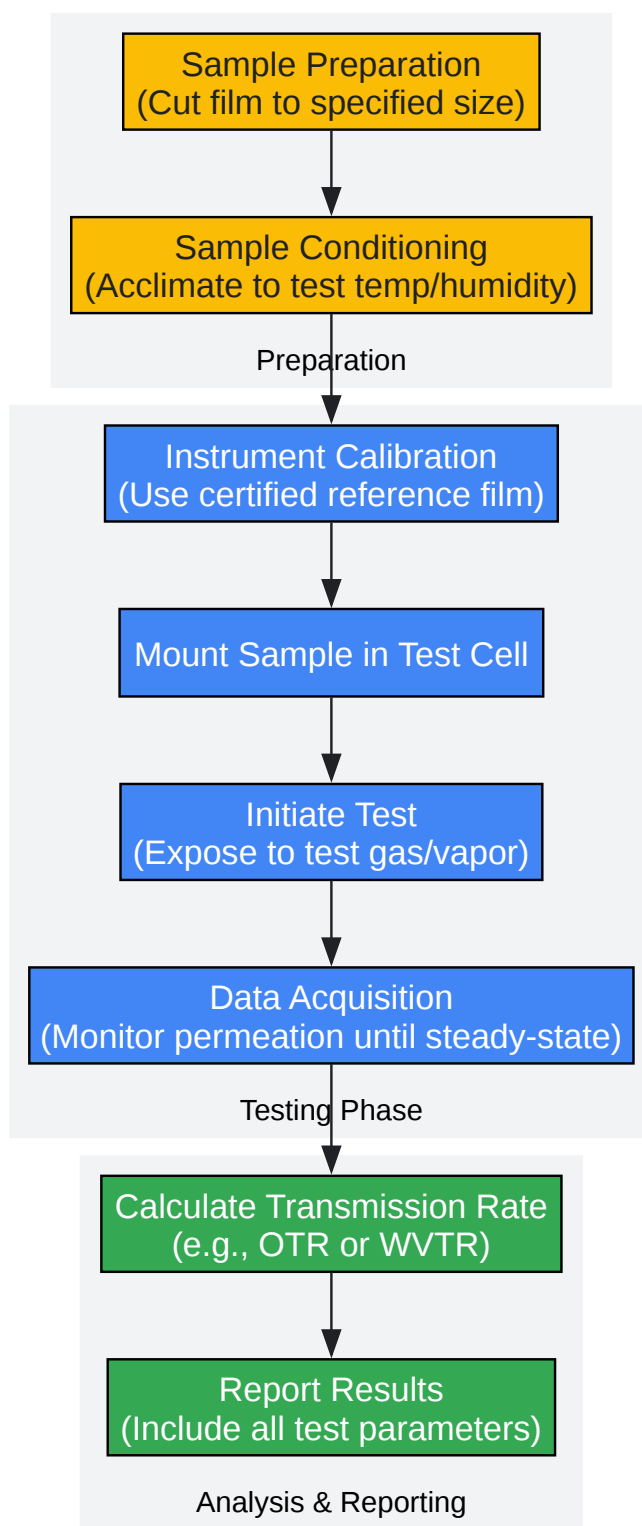 Sample Preparation
(Cut film to specified size)
Sample Conditioning
(Acclimate to test temp/humidity)
Preparation
Instrument Calibration
(Use certified reference film)
Mount Sample in Test Cell
Initiate Test
(Expose to test gas/vapor)
Data Acquisition
(Monitor permeation until steady-state)
Testing Phase
Calculate Transmission Rate
(e.g., OTR or WVTR)
Report Results
(Include all test parameters)
Analysis & Reporting